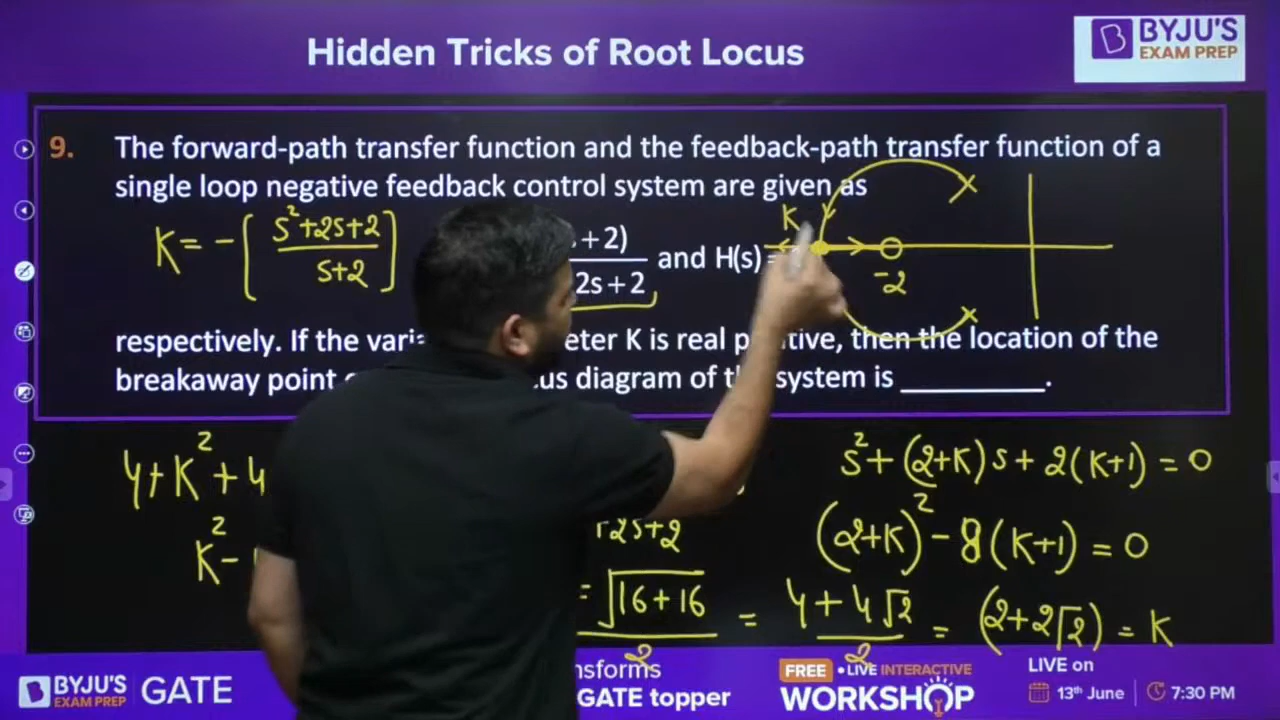 Hidden Tricks of Root Locus
BYJU'S
EXAM PREP
9. The forward-path transfer function and the feedback-path transfer function of a
single loop negative feedback control system are given as
K = - [ s²+2s+2 / s+2 ]
+2)
2s+2
and H(s)=
K
-2
respectively. If the eter K is real then the location of the
breakaway point us diagram of system is ________.
4+K²+4
K²-
+2s+2
= √16+16 / 2 = 4+4√2 / 2 = (2+2√2) = K
s²+(2+K)s+2(K+1)=0
(2+K)²-8(K+1)=0
BYJU'S
EXAM PREP
GATE
nsforms
GATE topper
FREE • LIVE INTERACTIVE
WORKSHOP
LIVE on
13th June
7:30 PM